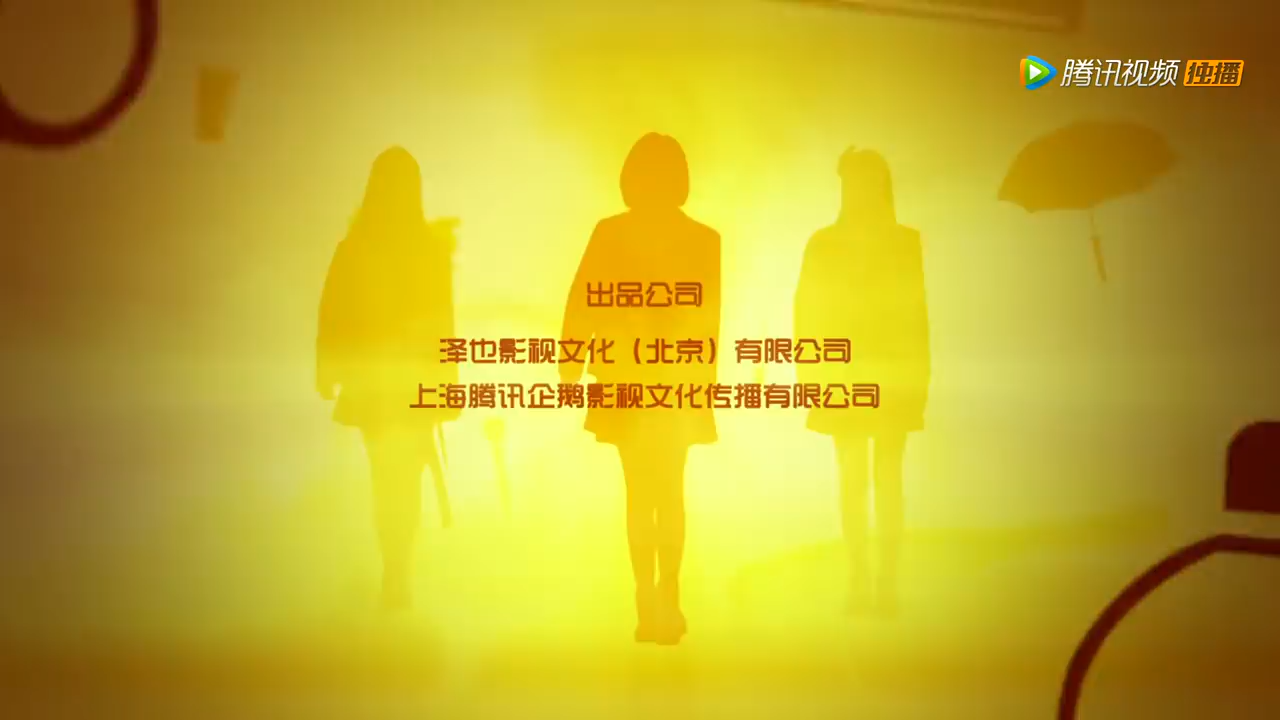 腾讯视频 独播
出品公司
泽也影视文化（北京）有限公司
上海腾讯企鹅影视文化传播有限公司